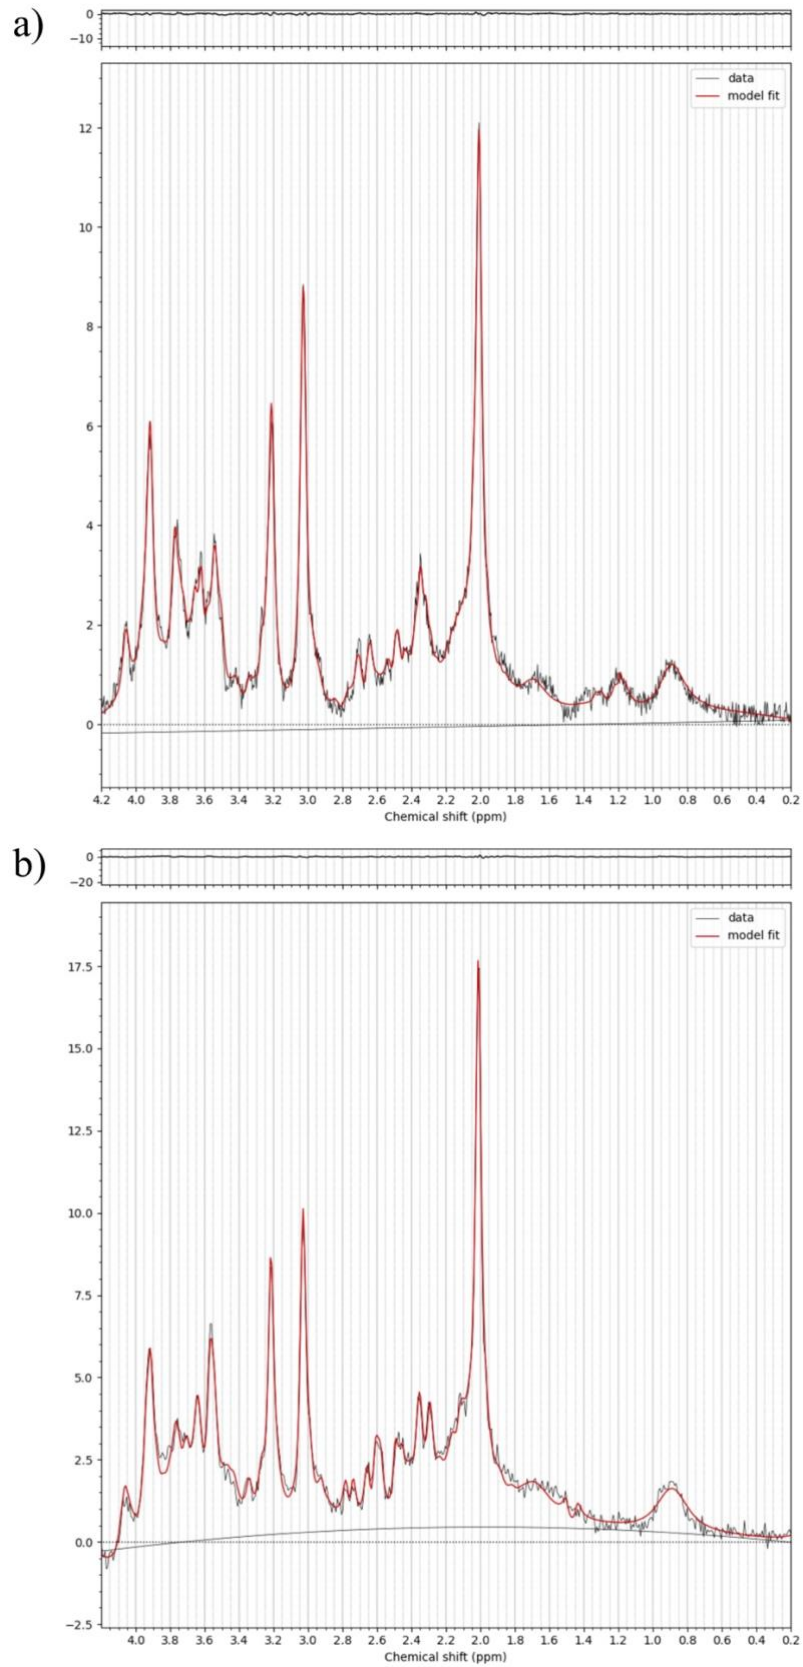 a)
0
−10
data
model fit
12
10
8
6
4
2
0
4.2 4.0 3.8 3.6 3.4 3.2 3.0 2.8 2.6 2.4 2.2 2.0 1.8 1.6 1.4 1.2 1.0 0.8 0.6 0.4 0.2
Chemical shift (ppm)
b)
0
−20
data
model fit
17.5
15.0
12.5
10.0
7.5
5.0
2.5
0.0
−2.5
4.0 3.8 3.6 3.4 3.2 3.0 2.8 2.6 2.4 2.2 2.0 1.8 1.6 1.4 1.2 1.0 0.8 0.6 0.4 0.2
Chemical shift (ppm)